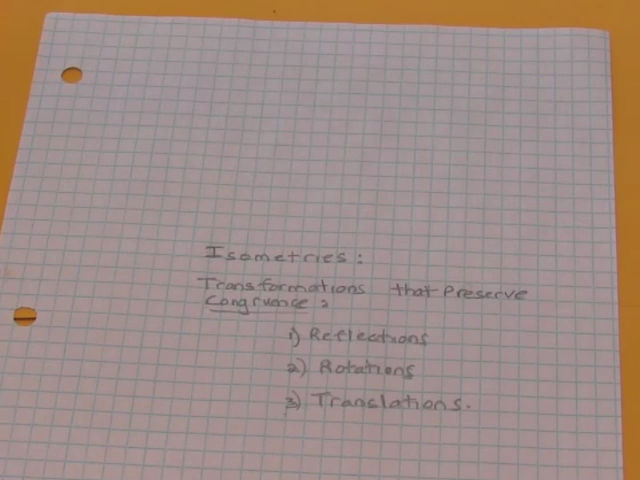 Isometries:
Transformations that Preserve
Congruence:
1) Reflections
2) Rotations
3) Translations.